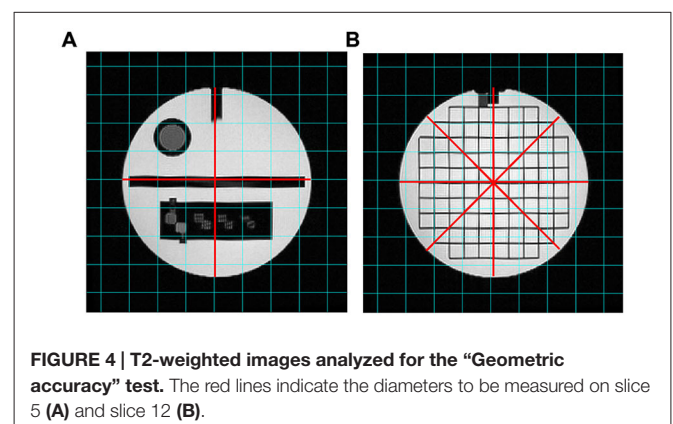 A B
FIGURE 4 | T2-weighted images analyzed for the “Geometric
accuracy” test. The red lines indicate the diameters to be measured on slice
5 (A) and slice 12 (B).